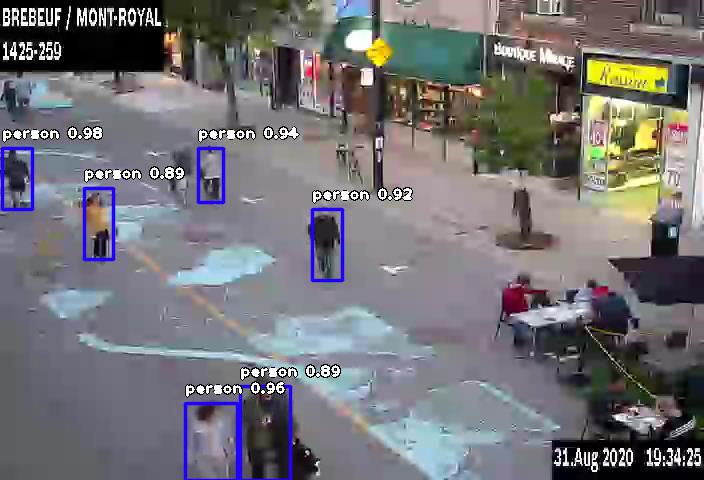 BREBEUF / MONT-ROYAL
1425-259
BOUTIQUE MIRAGE
person 0.98
person 0.94
person 0.89
person 0.92
person 0.89
person 0.96
31.Aug 2020 19:34:25